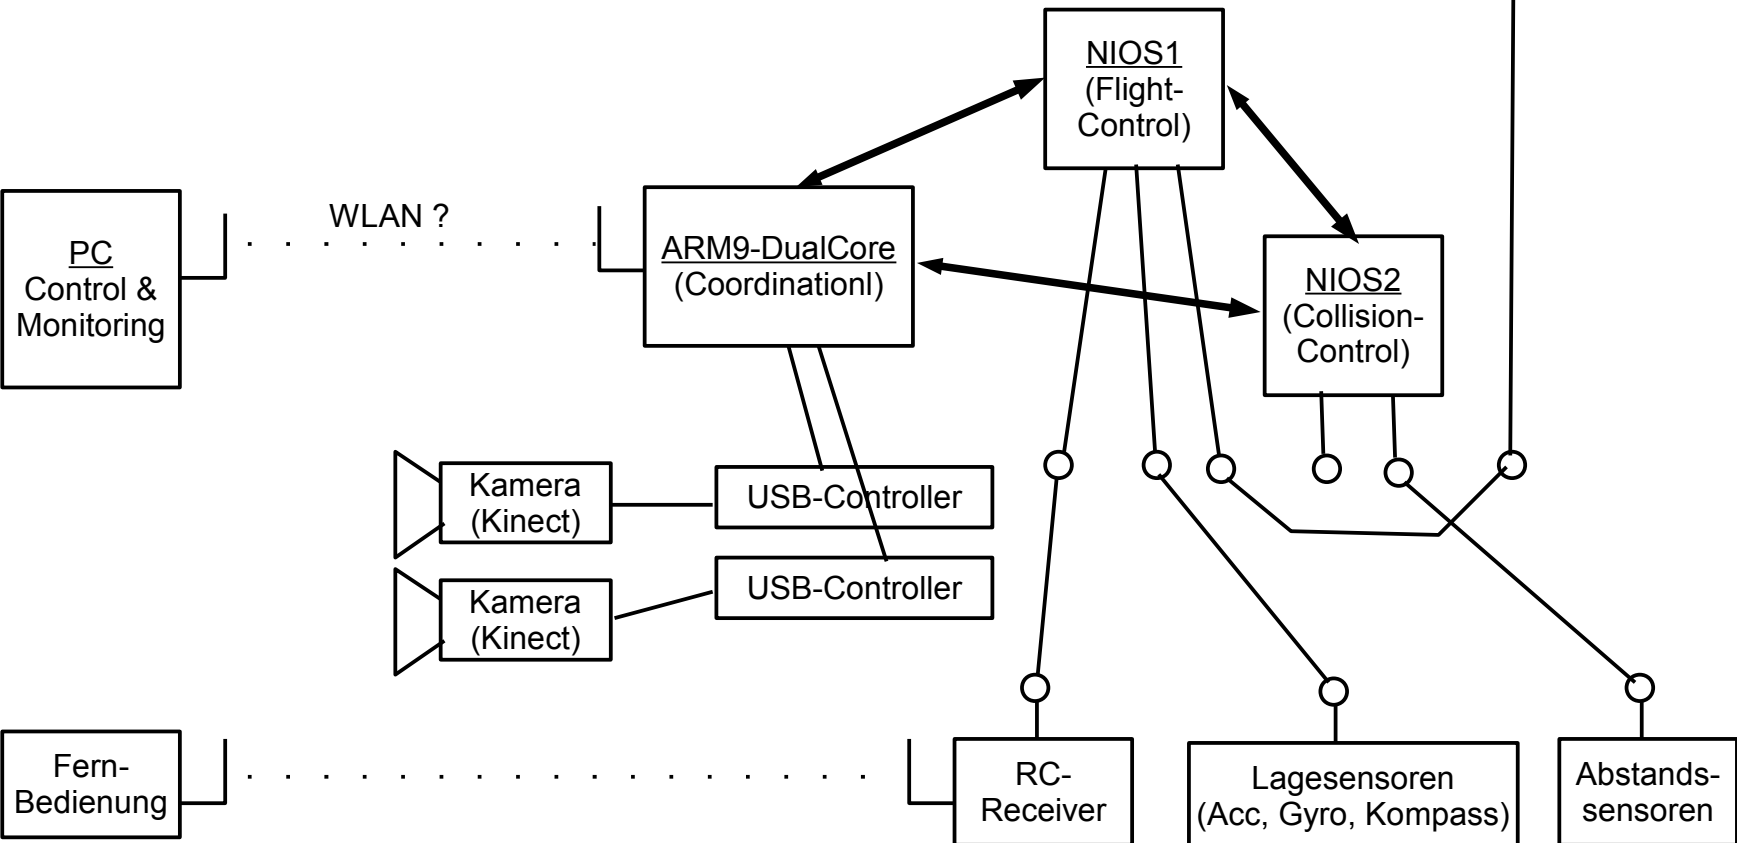 NIOS1
(Flight-
Control)
WLAN ?
PC
Control &
Monitoring
ARM9-DualCore
(Coordinationl)
NIOS2
(Collision-
Control)
Kamera
(Kinect)
USB-Controller
Kamera
(Kinect)
USB-Controller
Fern-
Bedienung
RC-
Receiver
Lagesensoren
(Acc, Gyro, Kompass)
Abstands-
sensoren